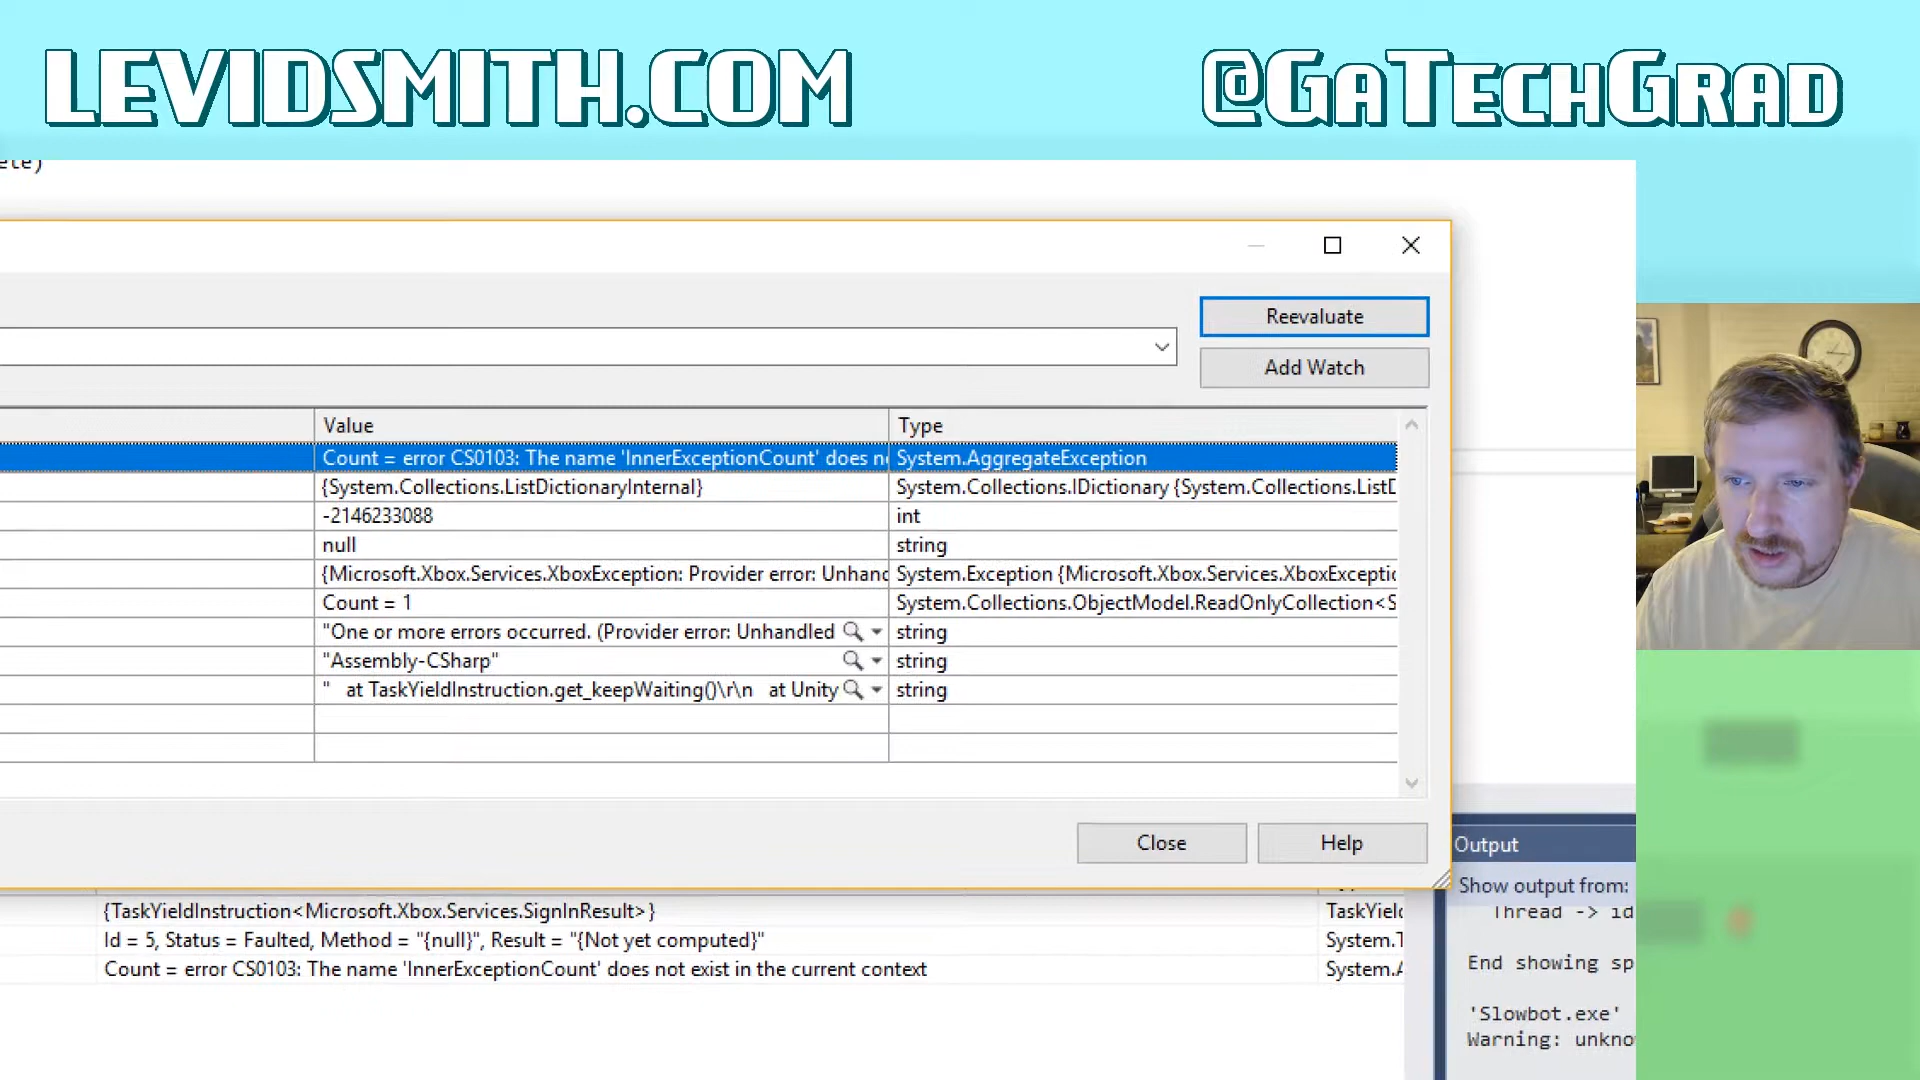 LEVIDSMITH.COM
@GaTechGrad
ete)
Reevaluate
Add Watch
Value Type
Count = error CS0103: The name 'InnerExceptionCount' does n System.AggregateException
{System.Collections.ListDictionaryInternal} System.Collections.IDictionary {System.Collections.List
-2146233088 int
null string
{Microsoft.Xbox.Services.XboxException: Provider error: Unhand System.Exception {Microsoft.Xbox.Services.XboxExceptic
Count = 1 System.Collections.ObjectModel.ReadOnlyCollection<S
"One or more errors occurred. (Provider error: Unhandled string
"Assembly-CSharp" string
" at TaskYieldInstruction.get_keepWaiting()\r\n at Unity string
Close Help
Output
Show output from:
{TaskYieldInstruction<Microsoft.Xbox.Services.SignInResult>} TaskYield
Thread -> id
Id = 5, Status = Faulted, Method = "{null}", Result = "{Not yet computed}" System.T
End showing sp
Count = error CS0103: The name 'InnerExceptionCount' does not exist in the current context System.A
'Slowbot.exe'
Warning: unkno